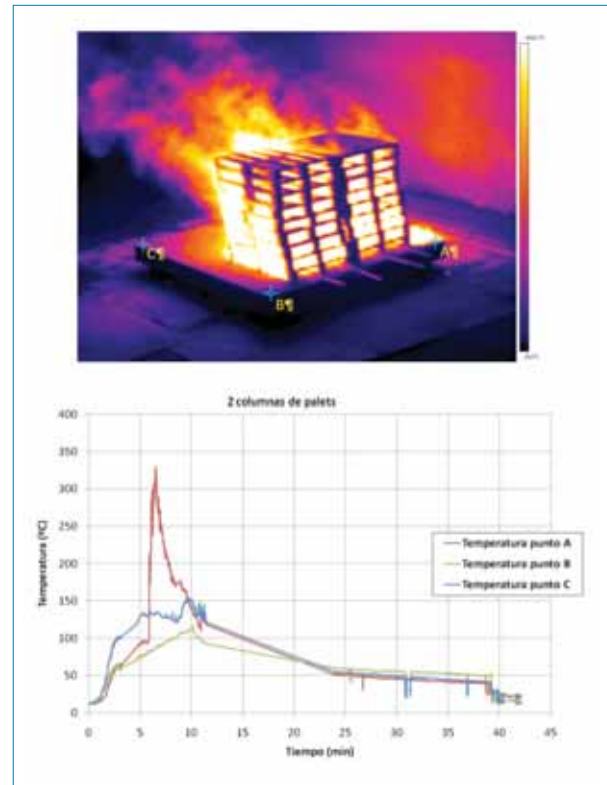 C¶
A¶
B¶
2 columnas de palets
Temperatura (ºC)
400
350
300
250
200
150
100
50
0
0 5 10 15 20 25 30 35 40 45
Tiempo (min)
Temperatura punto A
Temperatura punto B
Temperatura punto C